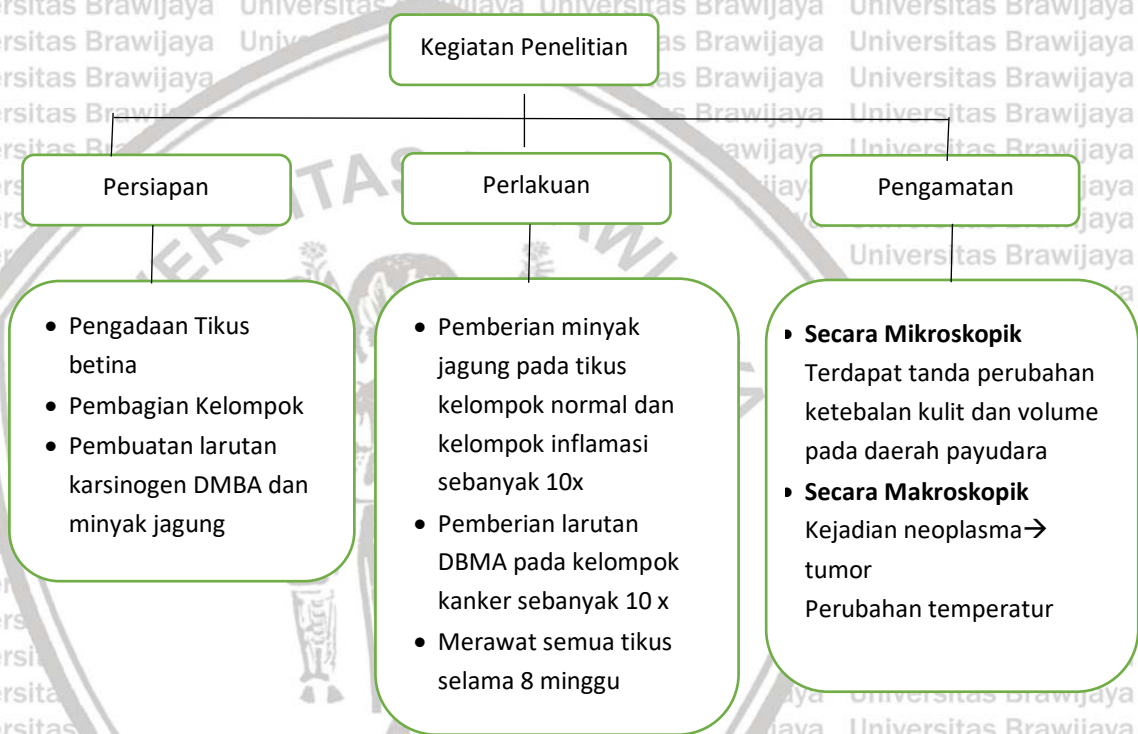 Kegiatan Penelitian
Persiapan
Perlakuan
Pengamatan
• Pengadaan Tikus
betina
• Pembagian Kelompok
• Pembuatan larutan
karsinogen DMBA dan
minyak jagung
• Pemberian minyak
jagung pada tikus
kelompok normal dan
kelompok inflamasi
sebanyak 10x
• Pemberian larutan
DBMA pada kelompok
kanker sebanyak 10 x
• Merawat semua tikus
selama 8 minggu
• Secara Mikroskopik
Terdapat tanda perubahan
ketebalan kulit dan volume
pada daerah payudara
• Secara Makroskopik
Kejadian neoplasma→
tumor
Perubahan temperatur
Universitas Brawijaya